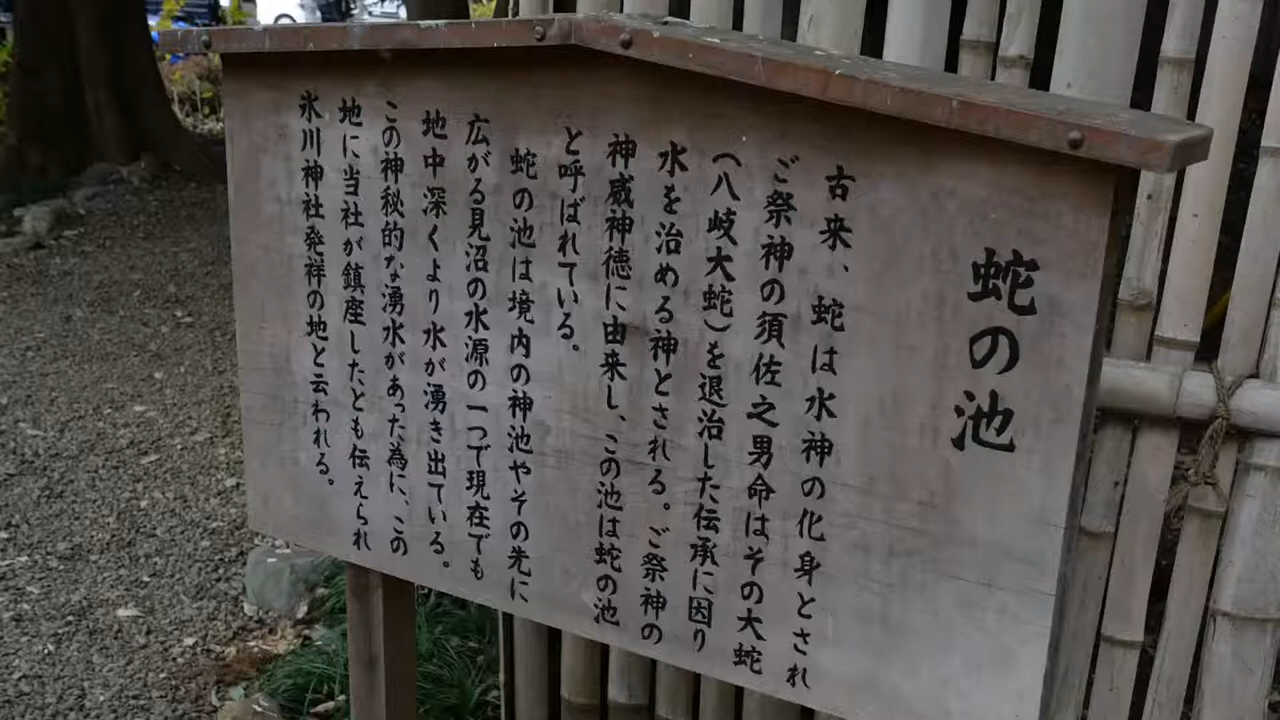 蛇の池
古来、蛇は水神の化身とされ
ご祭神の須佐之男命はその大蛇
（八岐大蛇）を退治した伝承に因り
水を治める神とされる。ご祭神の
神威神徳に由来し、この池は蛇の池
と呼ばれている。
蛇の池は境内の神池やその先に
広がる見沼の水源の一つで現在でも
地中深くより水が湧き出ている。
この神秘的な湧水があった為に、この
地に当社が鎮座したとも伝えられ
氷川神社発祥の地と云われる。